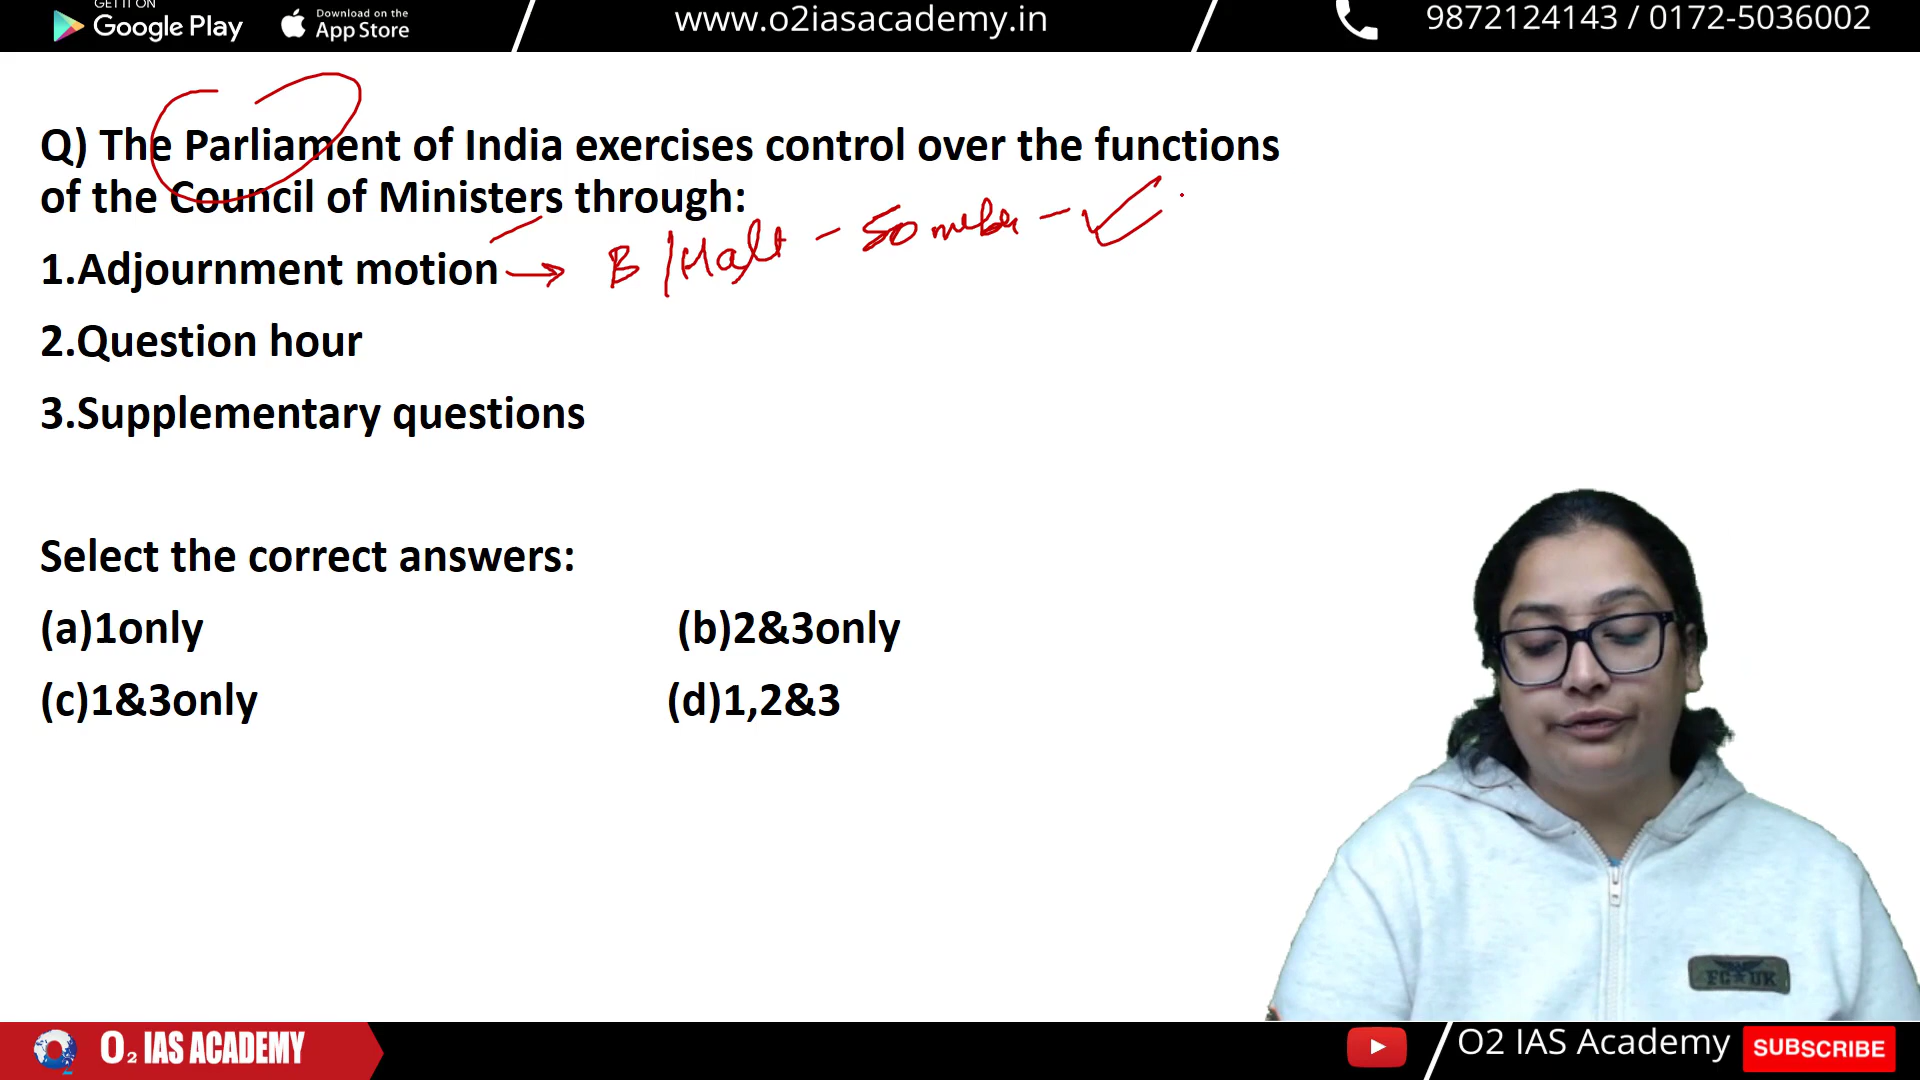 GET IT ON
Google Play
Download on the
App Store
www.o2iasacademy.in
9872124143 / 0172-5036002
Q) The Parliament of India exercises control over the functions
of the Council of Ministers through:
1.Adjournment motion → B /Halt - 50 -
2.Question hour
3.Supplementary questions
Select the correct answers:
(a)1only (b)2&3only
(c)1&3only (d)1,2&3
FC★UK
O2 IAS ACADEMY
O2 IAS Academy
SUBSCRIBE